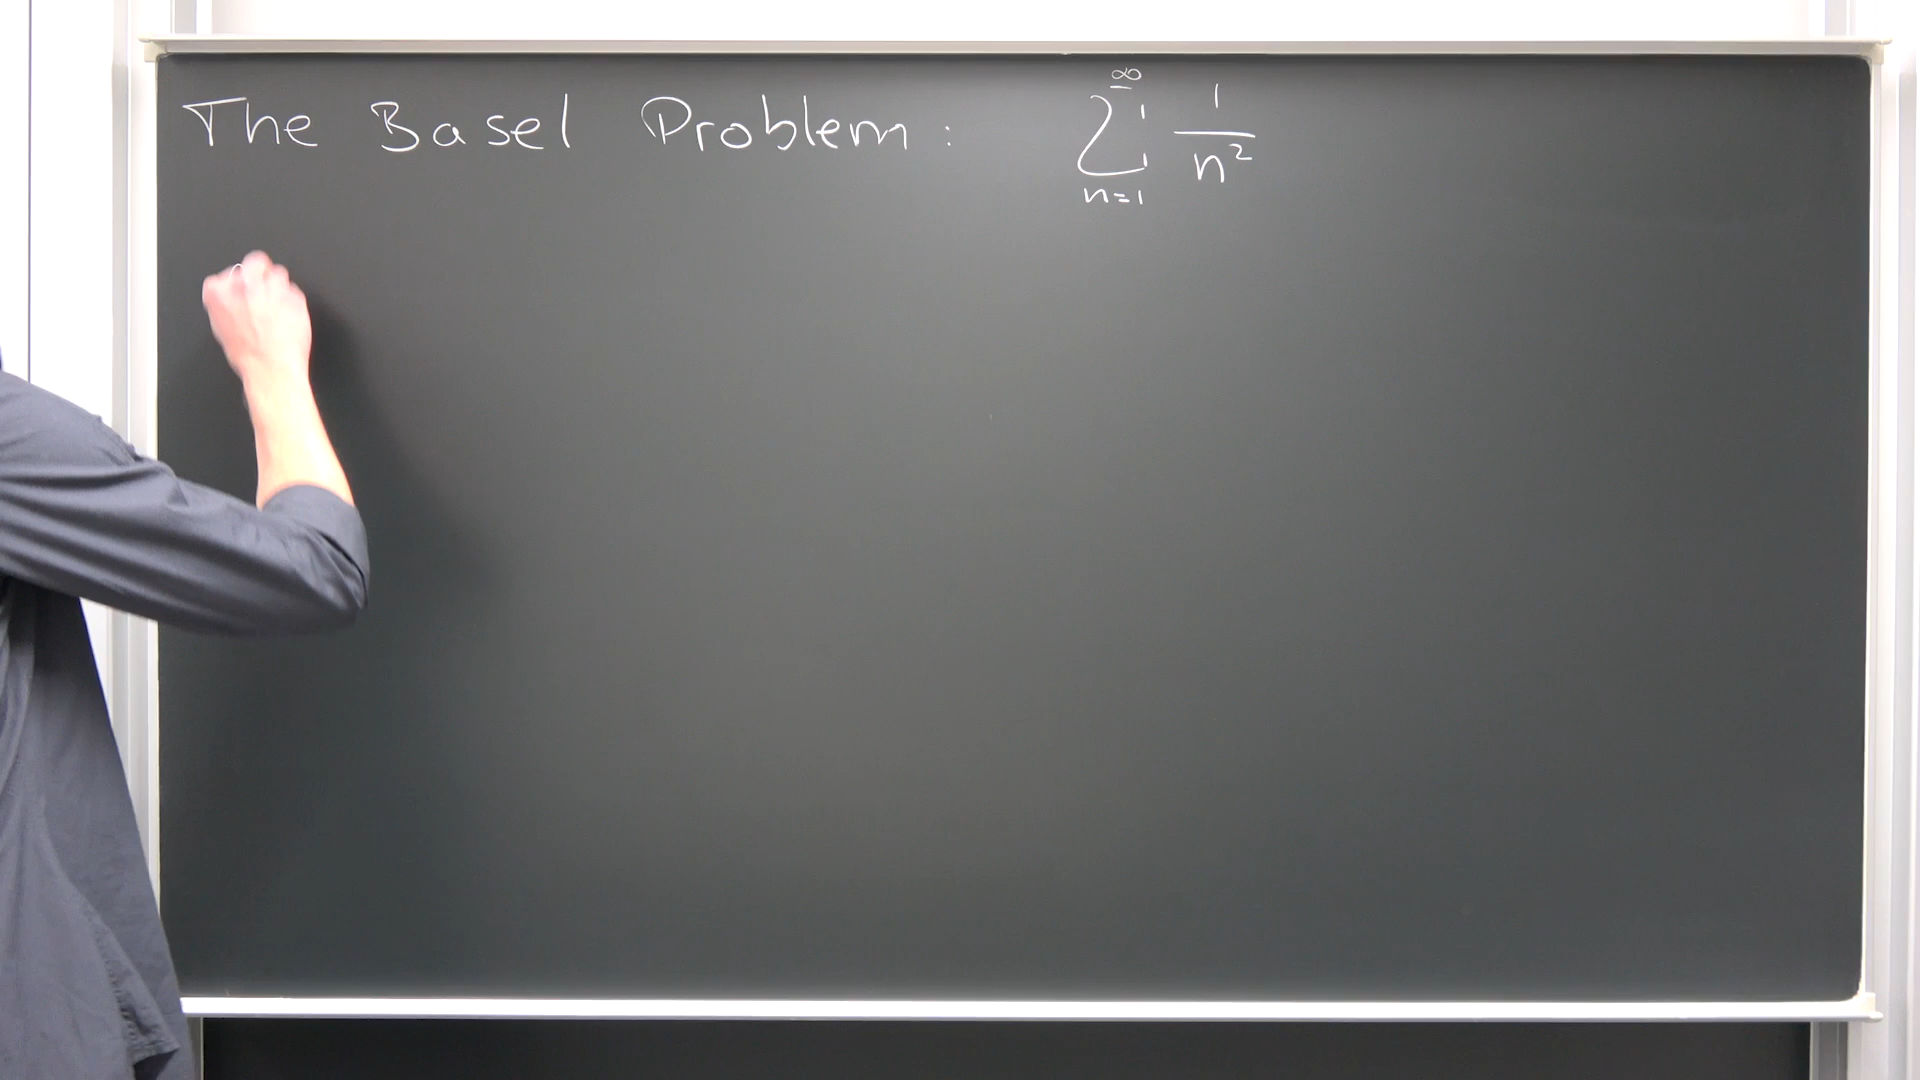 The Basel Problem: ∑_{n=1}^{∞} 1/n²